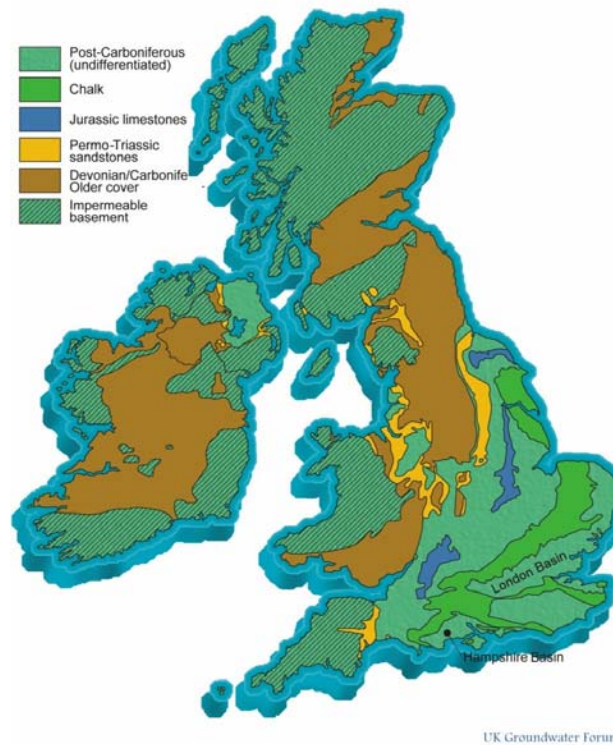 Post-Carboniferous
(undifferentiated)
Chalk
Jurassic limestones
Permo-Triassic
sandstones
Devonian/Carbonife
Older cover
Impermeable
basement
London Basin
Hampshire Basin
UK Groundwater Forum